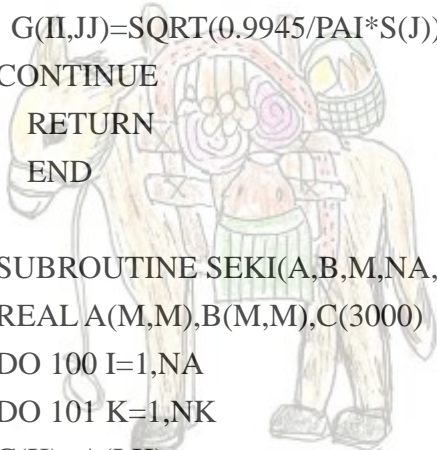 G(II,JJ)=SQRT(0.9945/PAI*S(J))
CONTINUE
RETURN
END
SUBROUTINE SEKI(A,B,M,NA,
REAL A(M,M),B(M,M),C(3000)
DO 100 I=1,NA
DO 101 K=1,NK